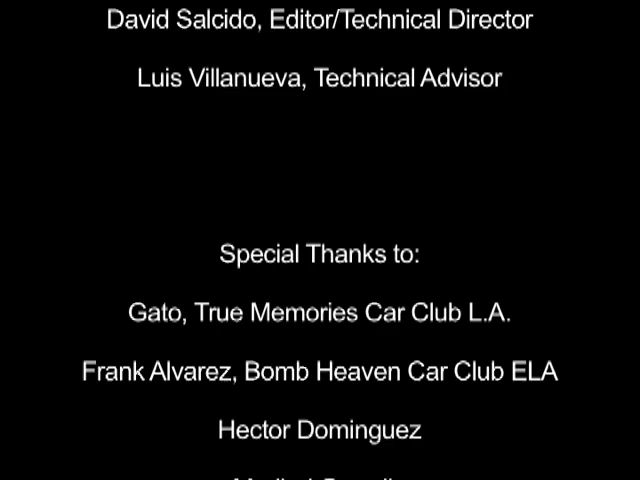 David Salcido, Editor/Technical Director
Luis Villanueva, Technical Advisor
Special Thanks to:
Gato, True Memories Car Club L.A.
Frank Alvarez, Bomb Heaven Car Club ELA
Hector Dominguez